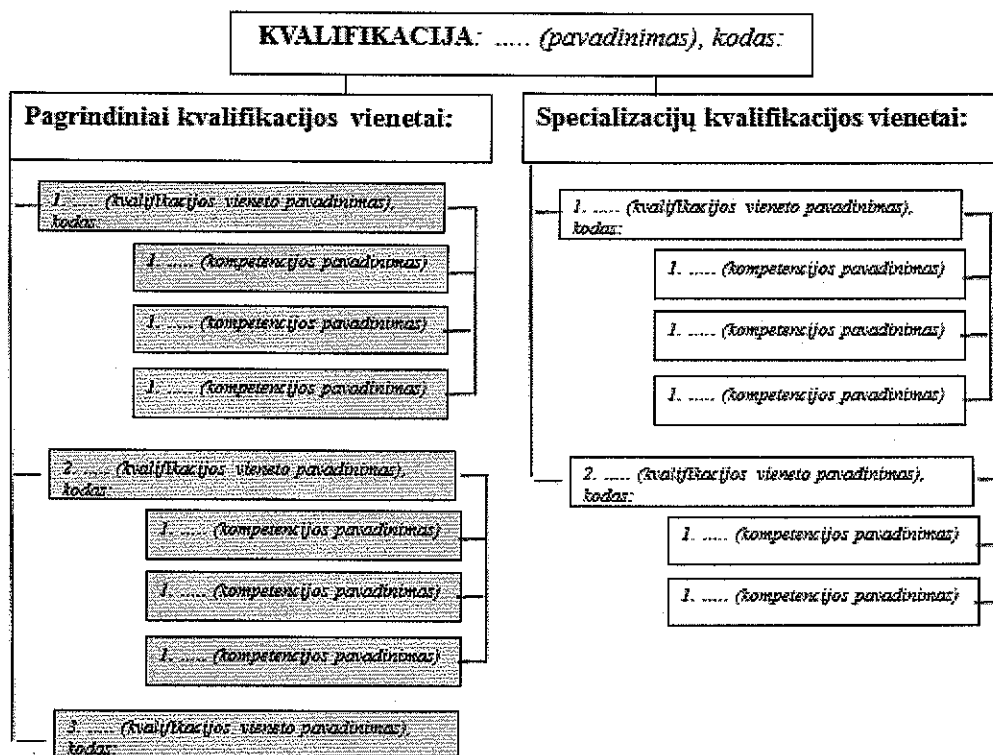 KVALIFIKACIJA: ..... (pavadinimas), kodas:
Pagrindiniai kvalifikacijos vienetai:
1. ..... (kvalifikacijos vieneto pavadinimas),
kodas:
1. ..... (kompetencijos pavadinimas)
1. ..... (kompetencijos pavadinimas)
1. ..... (kompetencijos pavadinimas)
2. ..... (kvalifikacijos vieneto pavadinimas),
kodas:
1. ..... (kompetencijos pavadinimas)
1. ..... (kompetencijos pavadinimas)
1. ..... (kompetencijos pavadinimas)
3. ..... (kvalifikacijos vieneto pavadinimas),
kodas:
Specializacijų kvalifikacijos vienetai:
1. ..... (kvalifikacijos vieneto pavadinimas),
kodas:
1. ..... (kompetencijos pavadinimas)
1. ..... (kompetencijos pavadinimas)
1. ..... (kompetencijos pavadinimas)
2. ..... (kvalifikacijos vieneto pavadinimas),
kodas:
1. ..... (kompetencijos pavadinimas)
1. ..... (kompetencijos pavadinimas)